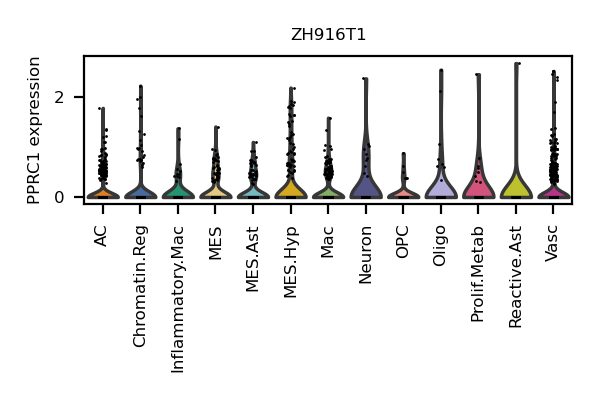 ZH916T1
PPRC1 expression
2
0
AC
Chromatin.Reg
Inflammatory.Mac
MES
MES.Ast
MES.Hyp
Mac
Neuron
OPC
Oligo
Prolif.Metab
Reactive.Ast
Vasc